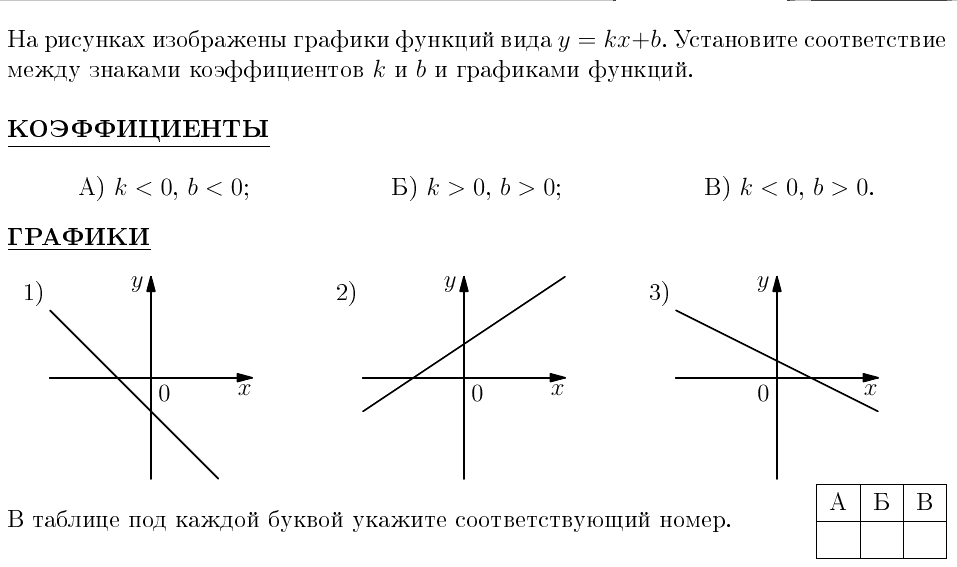 На рисунках изображены графики функций вида y = kx+b. Установите соответствие
между знаками коэффициентов k и b и графиками функций.
КОЭФФИЦИЕНТЫ
А) k < 0, b < 0; Б) k > 0, b > 0; В) k < 0, b > 0.
ГРАФИКИ
1) y 0 x
2) y 0 x
3) y 0 x
В таблице под каждой буквой укажите соответствующий номер.
А Б В